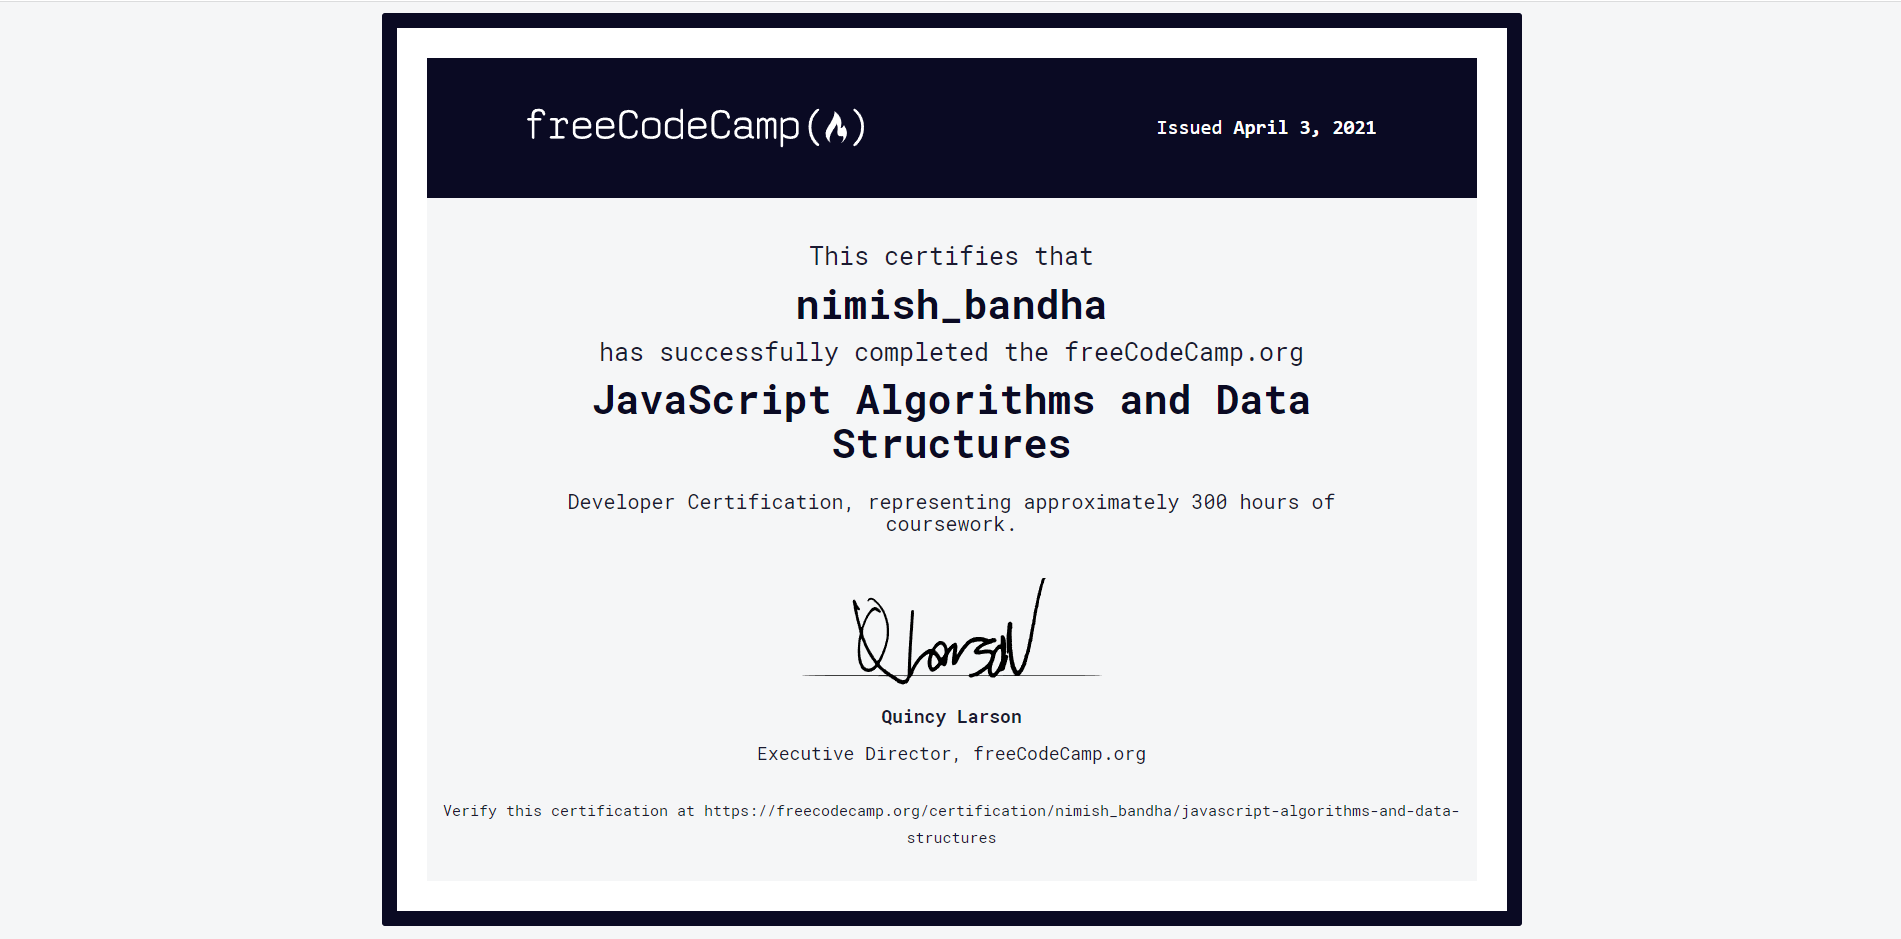 freeCodeCamp(🔥)
Issued April 3, 2021
This certifies that
nimish_bandha
has successfully completed the freeCodeCamp.org
JavaScript Algorithms and Data
Structures
Developer Certification, representing approximately 300 hours of
coursework.
Q Larson
Quincy Larson
Executive Director, freeCodeCamp.org
Verify this certification at https://freecodecamp.org/certification/nimish_bandha/javascript-algorithms-and-data-
structures